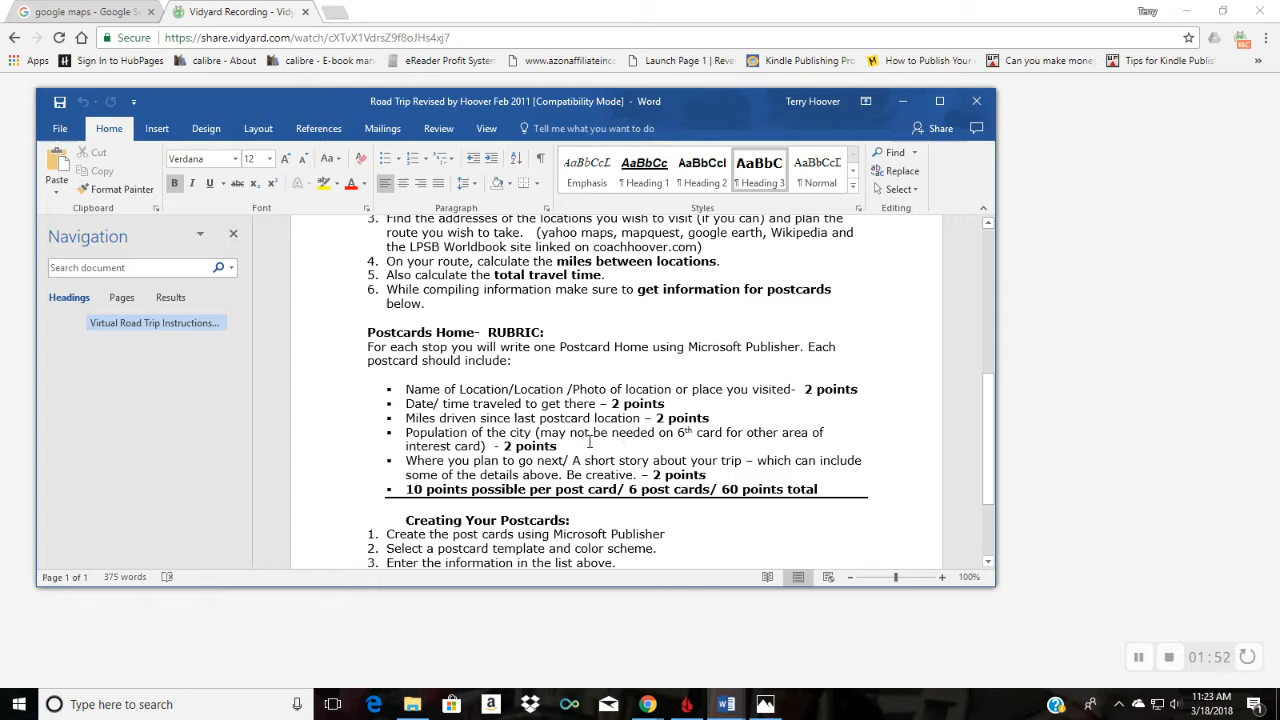 google maps - Google Se
Vidyard Recording - Vidy
Terry
Secure
https://share.vidyard.com/watch/cXTvX1VdrsZ9f8oJHs4xj7
Apps
Sign In to HubPages
calibre - About
calibre - E-book man
eReader Profit System
www.azonaffiliateinc
Launch Page 1 | Reve
Kindle Publishing Pro
How to Publish Your
Can you make money
Tips for Kindle Publis
»
Road Trip Revised by Hoover Feb 2011 [Compatibility Mode] - Word
Terry Hoover
File Home Insert Design Layout References Mailings Review View Tell me what you want to do Share
Paste
Cut
Copy
Format Painter
Verdana 12
B I U abc x₂ x²
AaBbCcL AaBbCc AaBbCcI AaBbC AaBbCcD
Emphasis ¶ Heading 1 ¶ Heading 2 ¶ Heading 3 ¶ Normal
Find
Replace
Select
Clipboard Font Paragraph Styles Editing
Navigation
Search document
Headings Pages Results
Virtual Road Trip Instructions...
3. Find the addresses of the locations you wish to visit (if you can) and plan the
route you wish to take. (yahoo maps, mapquest, google earth, Wikipedia and
the LPSB Worldbook site linked on coachhoover.com)
4. On your route, calculate the miles between locations.
5. Also calculate the total travel time.
6. While compiling information make sure to get information for postcards
below.
Postcards Home- RUBRIC:
For each stop you will write one Postcard Home using Microsoft Publisher. Each
postcard should include:
▪ Name of Location/Location /Photo of location or place you visited- 2 points
▪ Date/ time traveled to get there – 2 points
▪ Miles driven since last postcard location – 2 points
▪ Population of the city (may not be needed on 6th card for other area of
interest card) - 2 points
▪ Where you plan to go next/ A short story about your trip – which can include
some of the details above. Be creative. – 2 points
▪ 10 points possible per post card/ 6 post cards/ 60 points total
Creating Your Postcards:
1. Create the post cards using Microsoft Publisher
2. Select a postcard template and color scheme.
3. Enter the information in the list above.
Page 1 of 1 375 words
100%
01:52
Type here to search
11:23 AM
3/18/2018